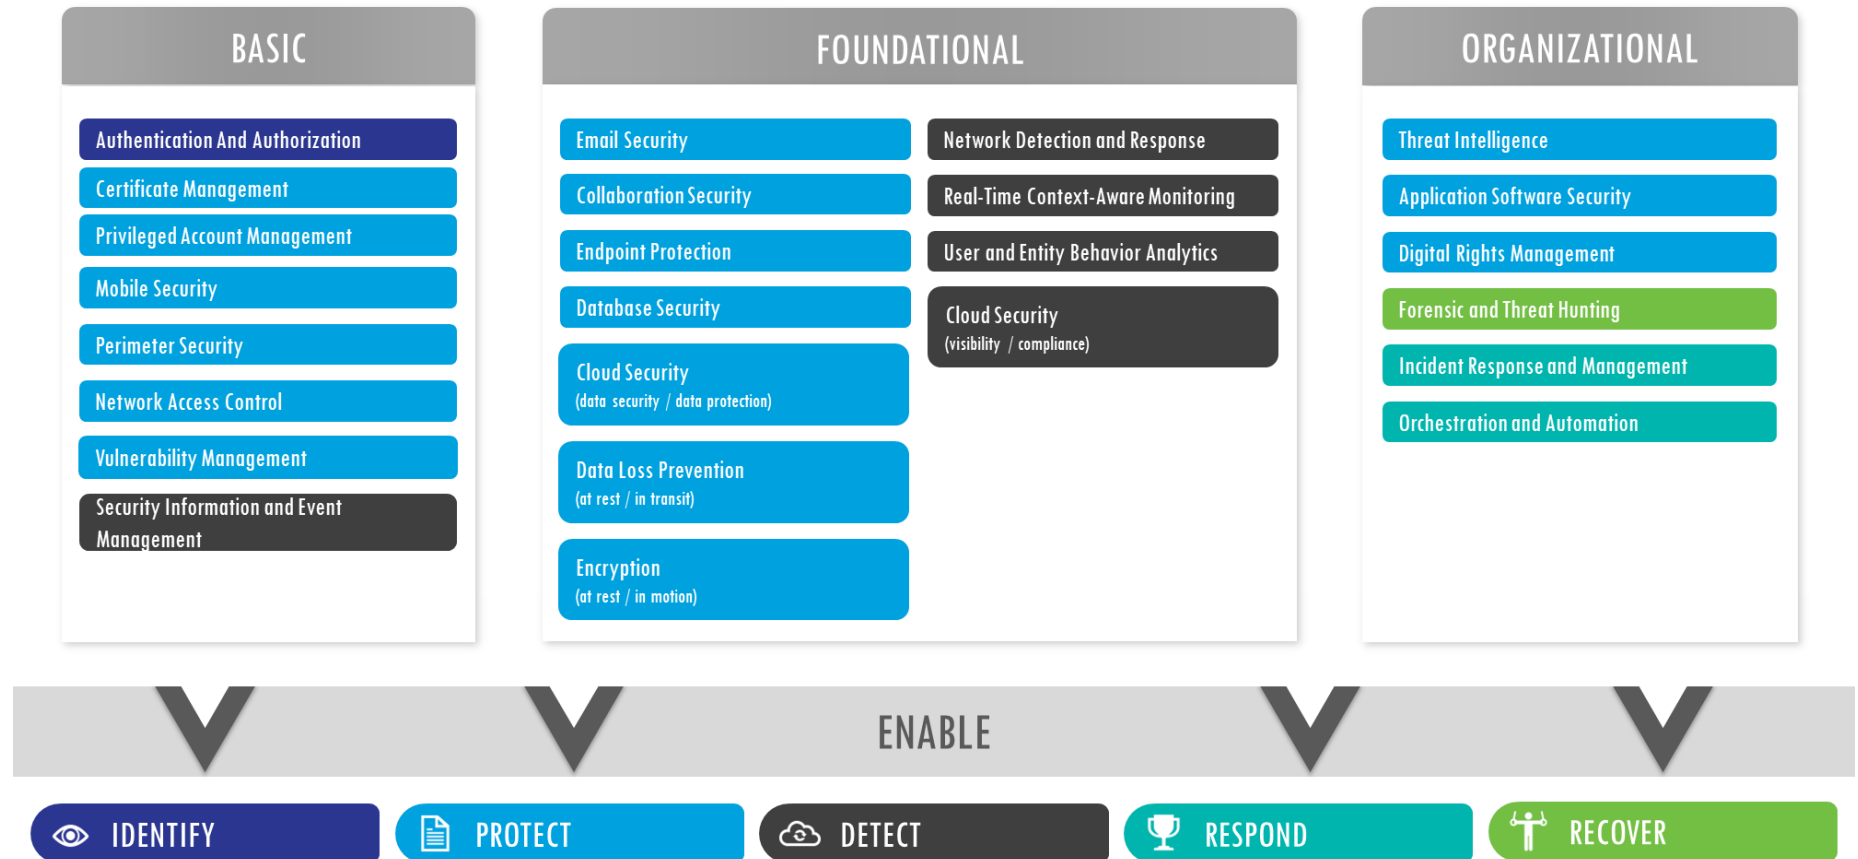 BASIC
Authentication And Authorization
Certificate Management
Privileged Account Management
Mobile Security
Perimeter Security
Network Access Control
Vulnerability Management
Security Information and Event
Management
FOUNDATIONAL
Email Security
Collaboration Security
Endpoint Protection
Database Security
Cloud Security
(data security / data protection)
Data Loss Prevention
(at rest / in transit)
Encryption
(at rest / in motion)
Network Detection and Response
Real-Time Context-Aware Monitoring
User and Entity Behavior Analytics
Cloud Security
(visibility / compliance)
ORGANIZATIONAL
Threat Intelligence
Application Software Security
Digital Rights Management
Forensic and Threat Hunting
Incident Response and Management
Orchestration and Automation
ENABLE
IDENTIFY
PROTECT
DETECT
RESPOND
RECOVER